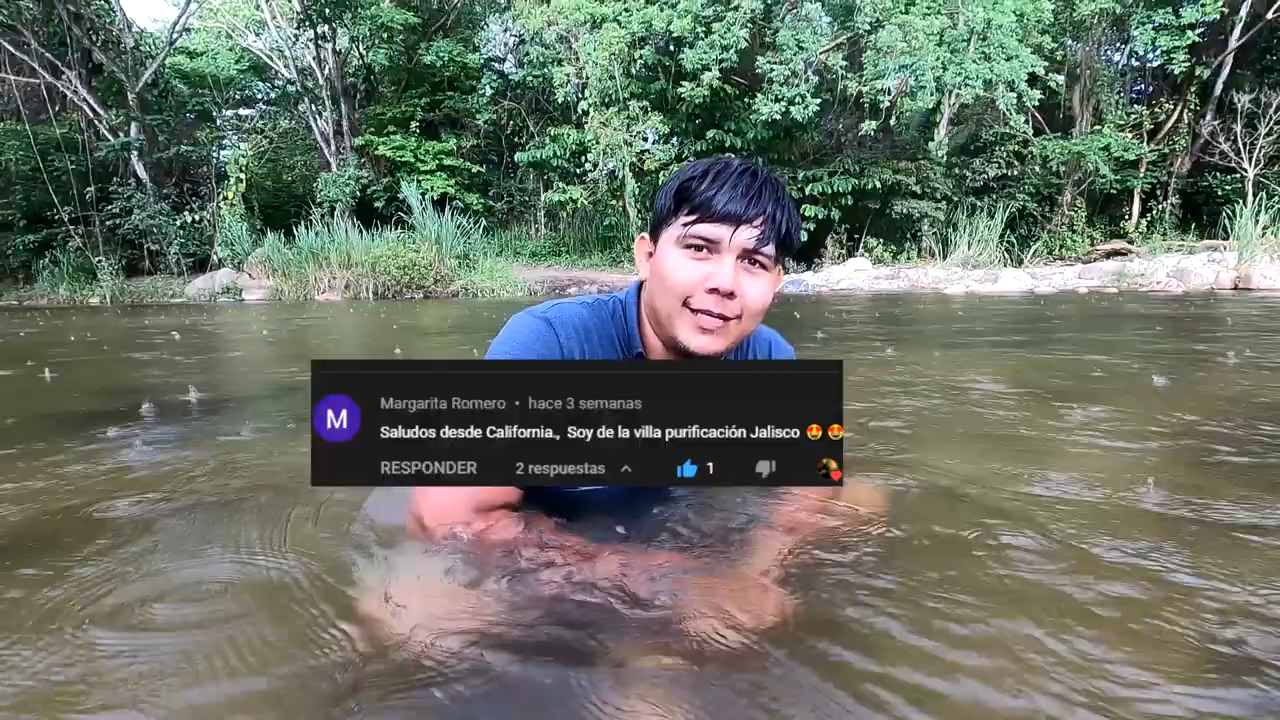 M
Margarita Romero • hace 3 semanas
Saludos desde California., Soy de la villa purificación Jalisco 😍 😍
RESPONDER 2 respuestas 1